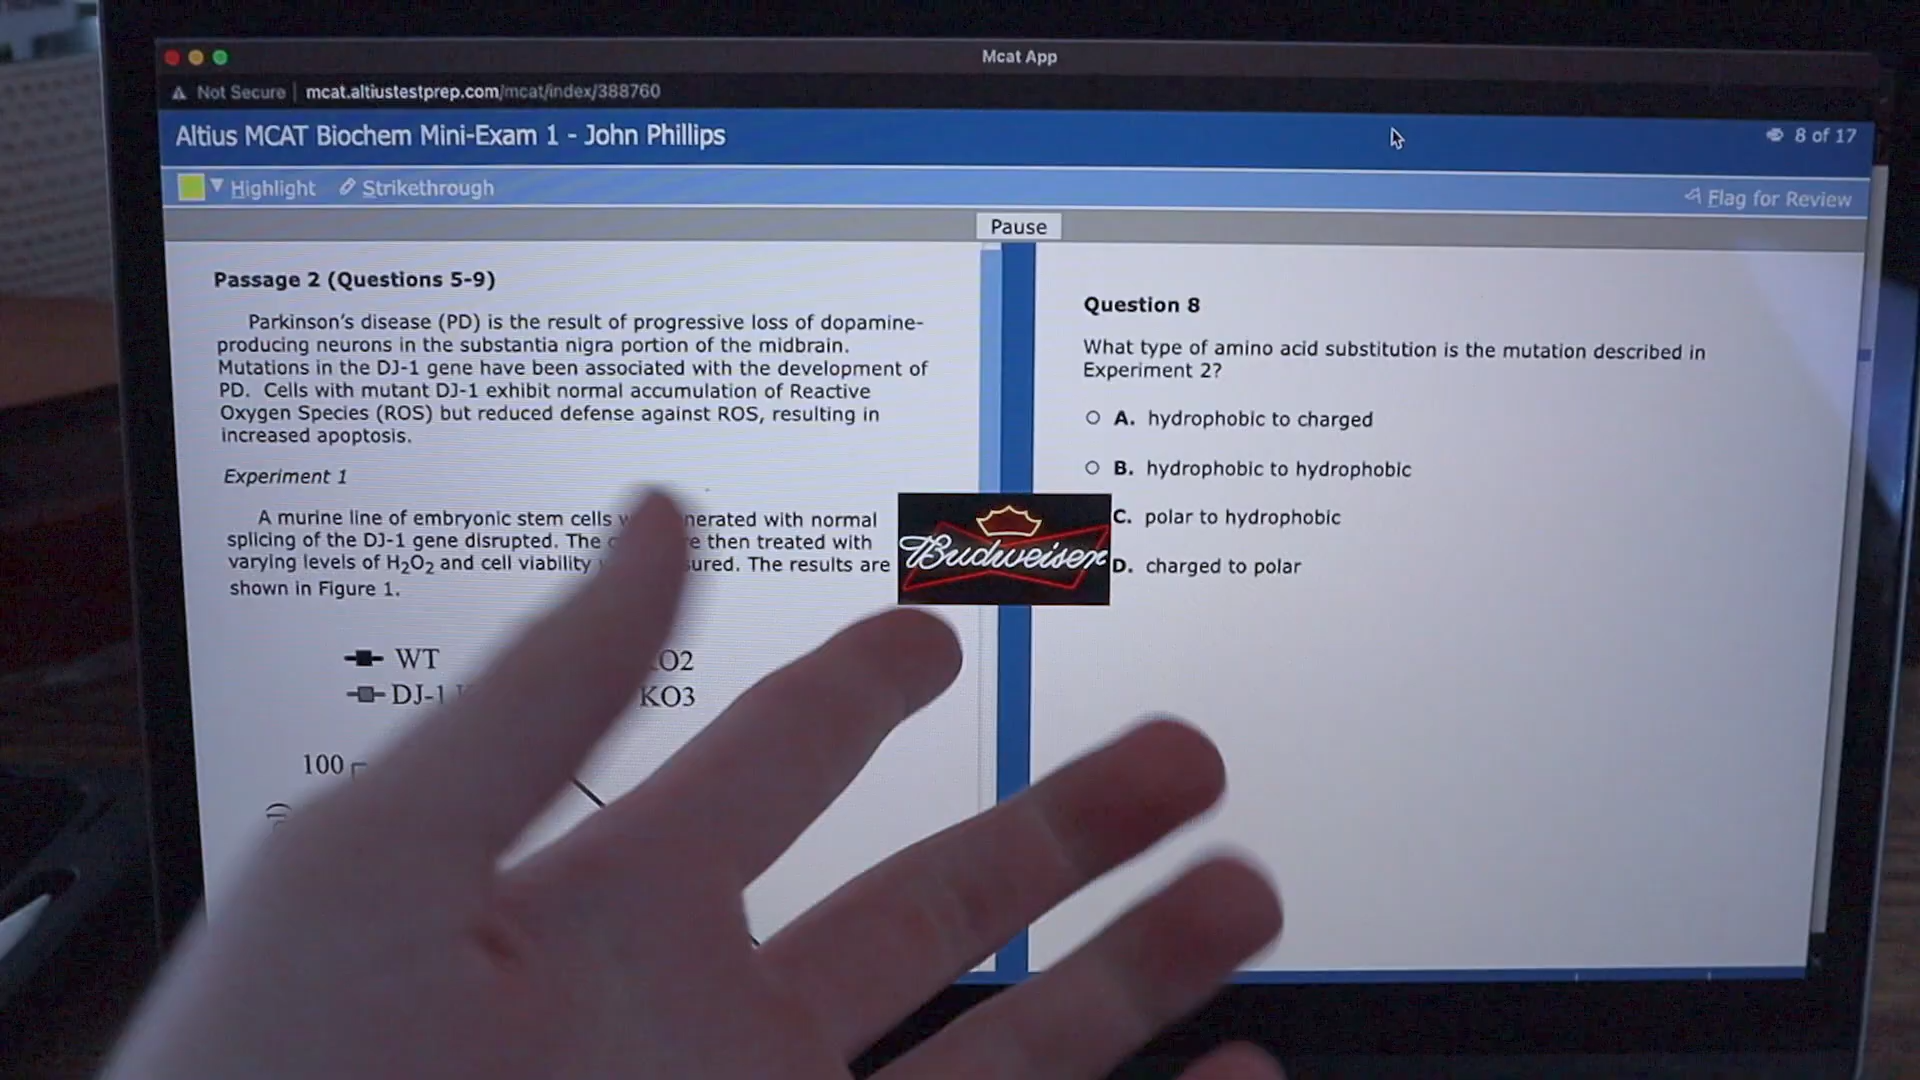 Mcat App
Not Secure | mcat.altiustestprep.com/mcat/index/388760
Altius MCAT Biochem Mini-Exam 1 - John Phillips
8 of 17
Highlight
Strikethrough
Flag for Review
Pause
Passage 2 (Questions 5-9)
Parkinson's disease (PD) is the result of progressive loss of dopamine-
producing neurons in the substantia nigra portion of the midbrain.
Mutations in the DJ-1 gene have been associated with the development of
PD. Cells with mutant DJ-1 exhibit normal accumulation of Reactive
Oxygen Species (ROS) but reduced defense against ROS, resulting in
increased apoptosis.
Experiment 1
A murine line of embryonic stem cells nerated with normal
splicing of the DJ-1 gene disrupted. The then treated with
varying levels of H2O2 and cell viability ured. The results are
shown in Figure 1.
WT
O2
DJ-1
KO3
100
Question 8
What type of amino acid substitution is the mutation described in
Experiment 2?
A. hydrophobic to charged
B. hydrophobic to hydrophobic
C. polar to hydrophobic
D. charged to polar
Budweiser